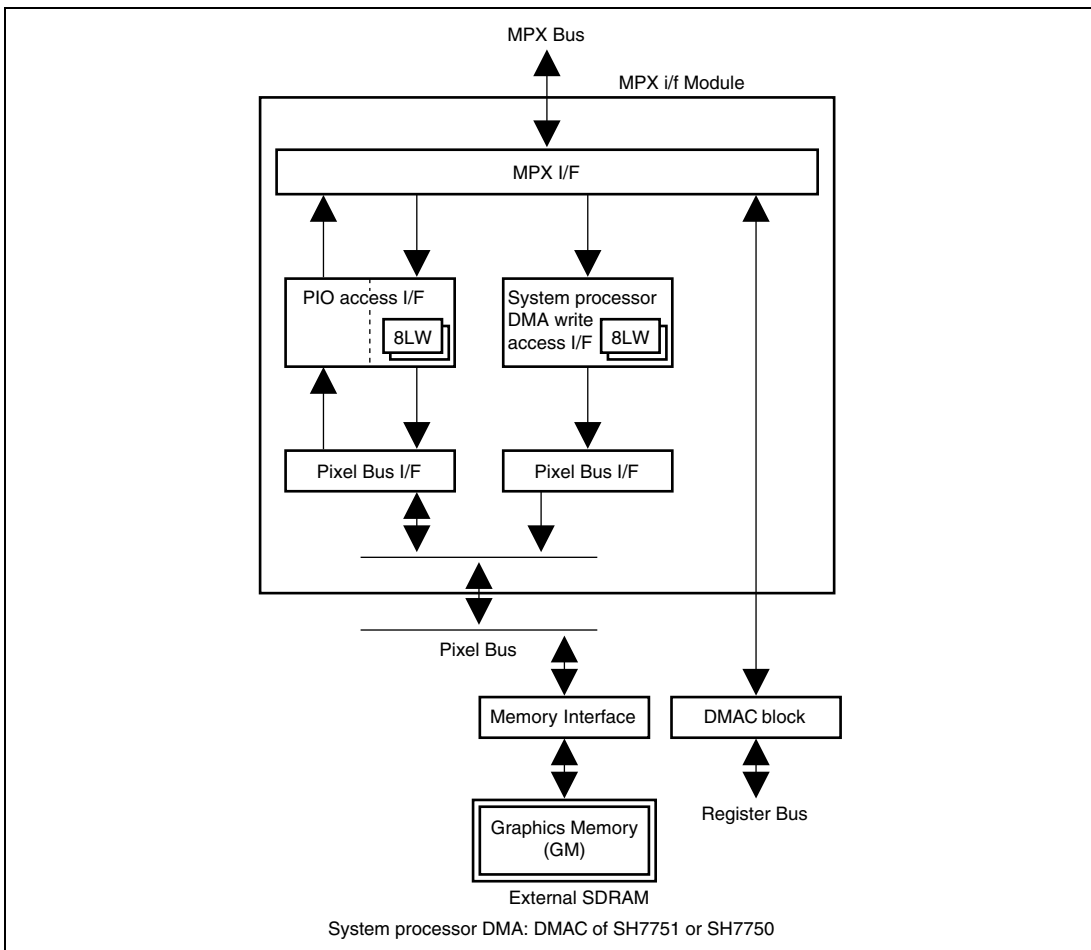 MPX Bus
MPX i/f Module
MPX I/F
PIO access I/F
8LW
System processor
DMA write
access I/F
8LW
Pixel Bus I/F
Pixel Bus I/F
Pixel Bus
Memory Interface
DMAC block
Graphics Memory
(GM)
Register Bus
External SDRAM
System processor DMA: DMAC of SH7751 or SH7750